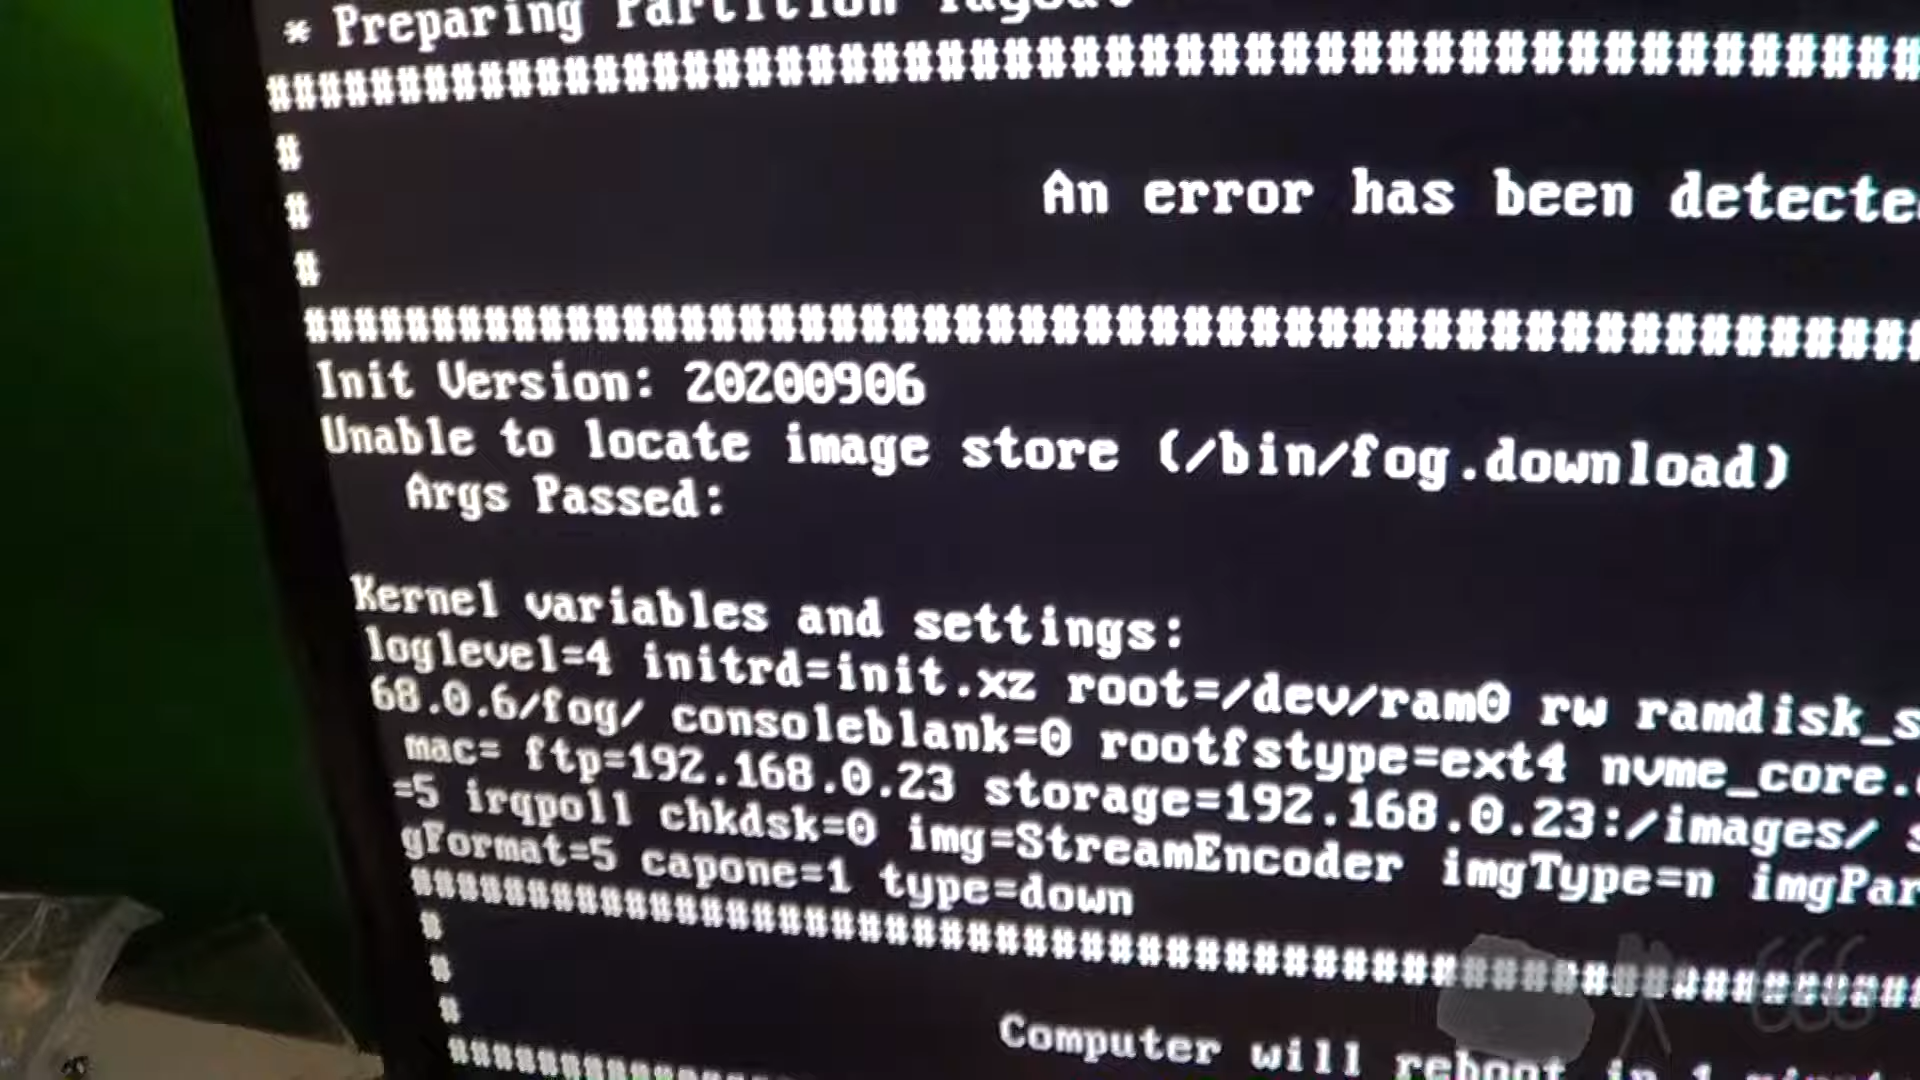 * Preparing Partition layout
##################################################
#
# An error has been detecte
#
##################################################
Init Version: 20200906
Unable to locate image store (/bin/fog.download)
Args Passed:
Kernel variables and settings:
loglevel=4 initrd=init.xz root=/dev/ram0 rw ramdisk_s
68.0.6/fog/ consoleblank=0 rootfstype=ext4 nvme_core.
mac= ftp=192.168.0.23 storage=192.168.0.23:/images/
=5 irqpoll chkdsk=0 img=StreamEncoder imgType=n imgPar
gFormat=5 capone=1 type=down
##################################################
#
# Computer will reboot in 1
#
##################################################